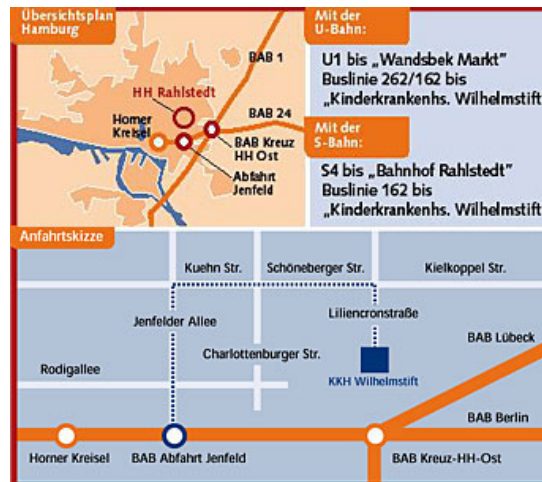 Übersichtsplan
Hamburg
BAB 1
HH Rahlstedt
BAB 24
Horner
Kreisel
BAB Kreuz
HH Ost
Abfahrt
Jenfeld
Mit der
U-Bahn:
U1 bis „Wandsbek Markt”
Buslinie 262/162 bis
„Kinderkrankenhs. Wilhelmstift
Mit der
S-Bahn:
S4 bis „Bahnhof Rahlstedt”
Buslinie 162 bis
„Kinderkrankenhs. Wilhelmstift
Anfahrtskizze
Kuehn Str.
Schöneberger Str.
Kielkoppel Str.
Jenfelder Allee
Liliencronstraße
BAB Lübeck
Charlottenburger Str.
Rodigallee
KKH Wilhelmstift
BAB Berlin
Horner Kreisel
BAB Abfahrt Jenfeld
BAB Kreuz-HH-Ost